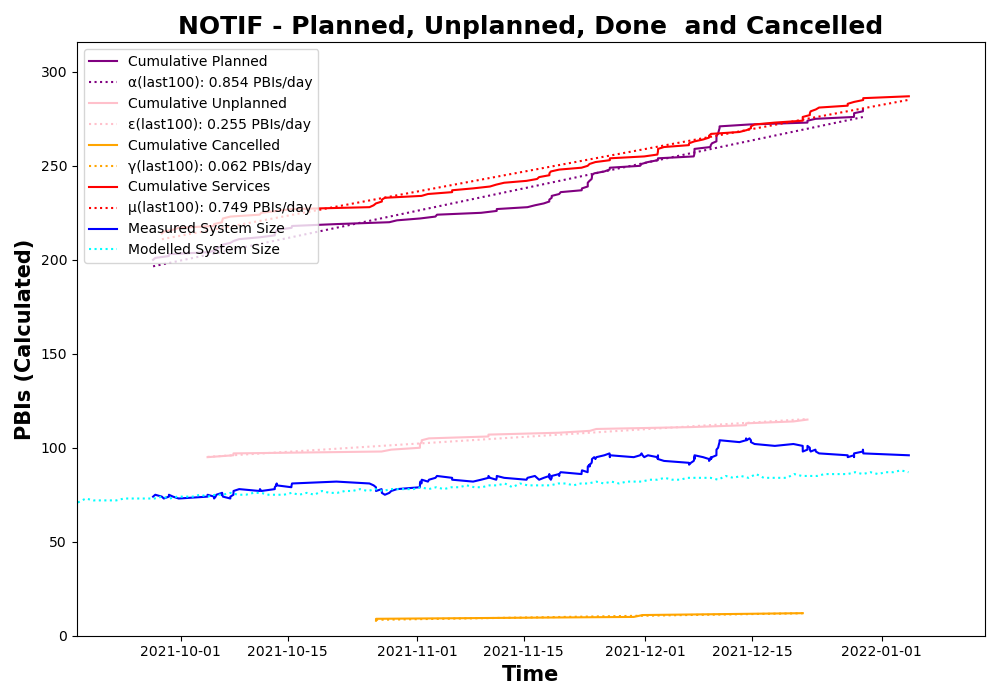 NOTIF - Planned, Unplanned, Done  and Cancelled
Cumulative Planned
α(last100): 0.854 PBIs/day
Cumulative Unplanned
ε(last100): 0.255 PBIs/day
Cumulative Cancelled
γ(last100): 0.062 PBIs/day
Cumulative Services
μ(last100): 0.749 PBIs/day
Measured System Size
Modelled System Size
PBIs (Calculated)
300
250
200
150
100
50
0
2021-10-01
2021-10-15
2021-11-01
2021-11-15
2021-12-01
2021-12-15
2022-01-01
Time